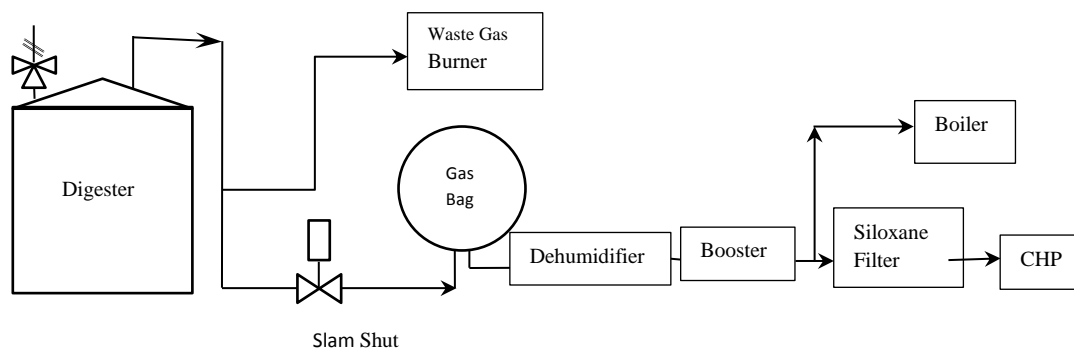 Waste Gas
Burner
Boiler
Digester
Gas
Bag
Dehumidifier
Booster
Siloxane
Filter
CHP
Slam Shut